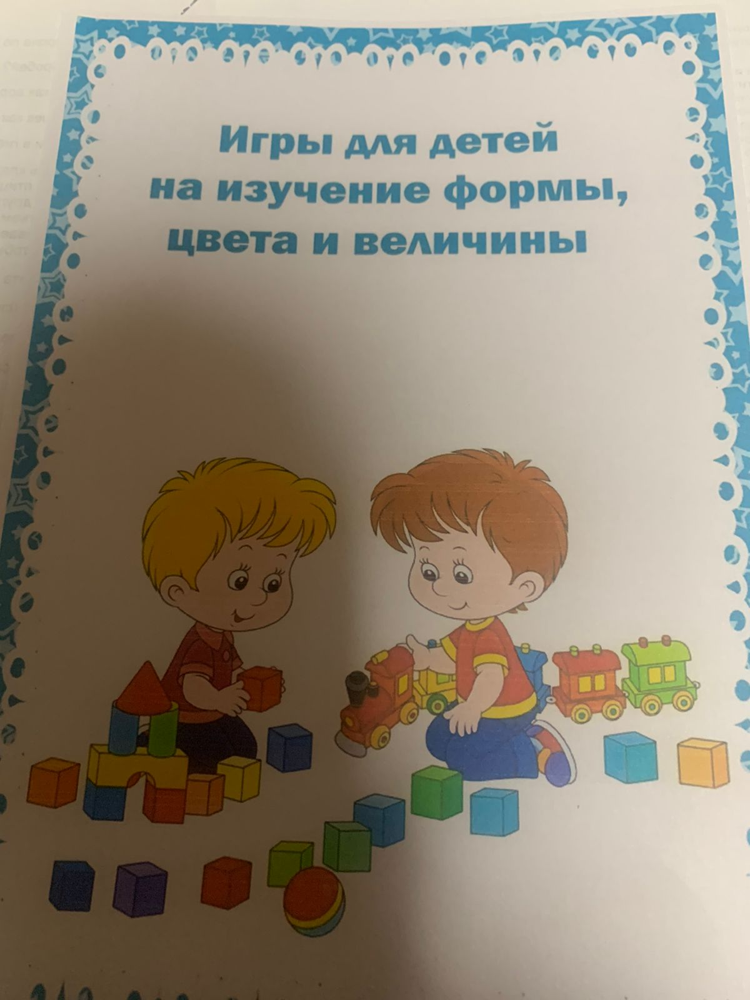 Игры для детей
на изучение формы,
цвета и величины